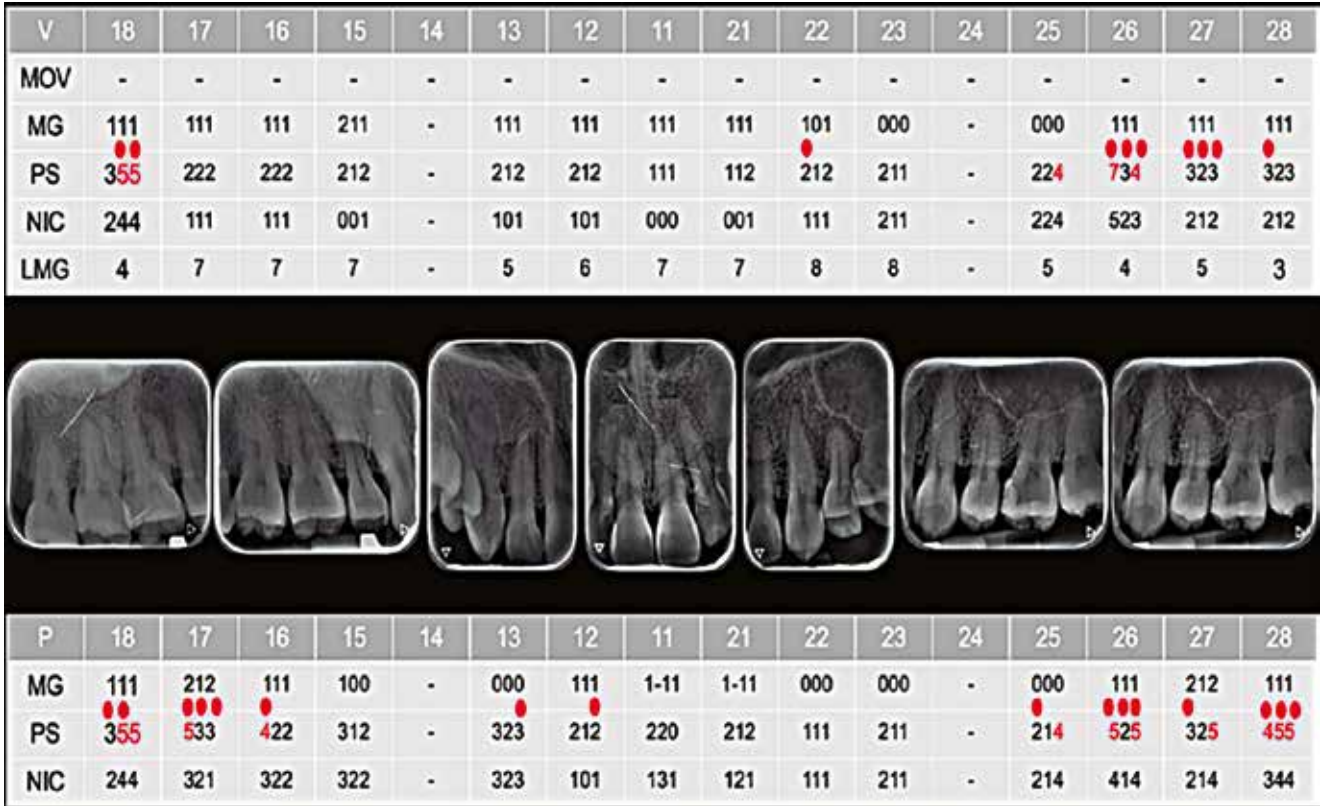 V 18 17 16 15 14 13 12 11 21 22 23 24 25 26 27 28
MOV - - - - - - - - - - - - - - - -
MG 111 111 111 211 - 111 111 111 111 101 000 - 000 111 111 111
PS 355 222 222 212 - 212 212 111 112 212 211 - 224 734 323 323
NIC 244 111 111 001 - 101 101 000 001 111 211 - 224 523 212 212
LMG 4 7 7 7 - 5 6 7 7 8 8 - 5 4 5 3
P 18 17 16 15 14 13 12 11 21 22 23 24 25 26 27 28
MG 111 212 111 100 - 000 111 1-11 1-11 000 000 - 000 111 212 111
PS 355 533 422 312 - 323 212 220 212 111 211 - 214 525 325 455
NIC 244 321 322 322 - 323 101 131 121 111 211 - 214 414 214 344